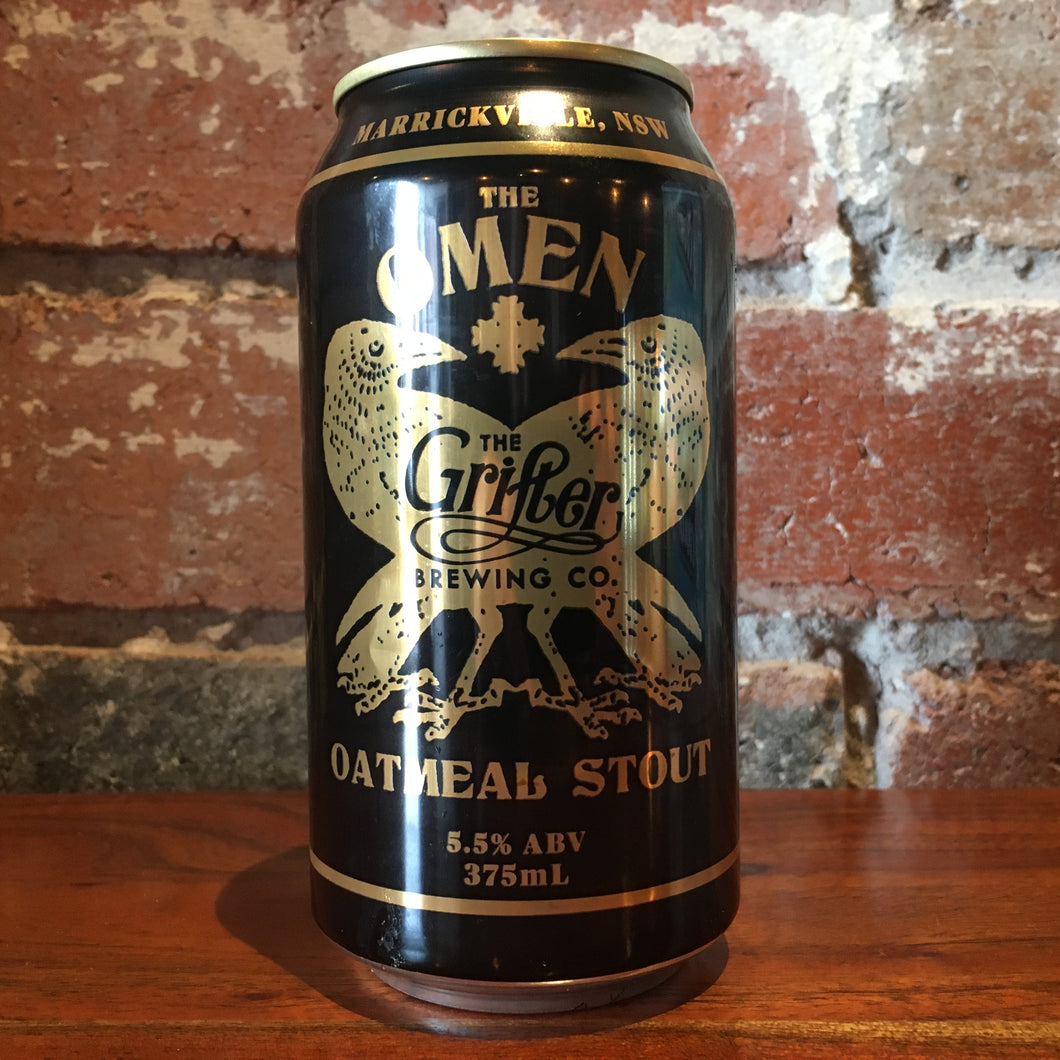 MARRICKVILLE, NSW
THE
OMEN
THE
Grifter
BREWING CO.
OATMEAL STOUT
5.5% ABV
375mL